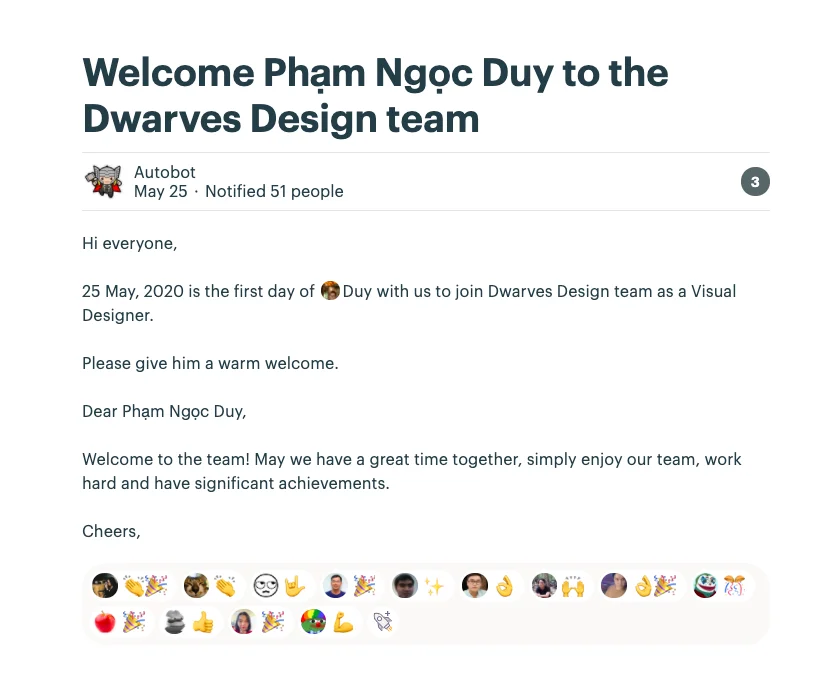 Welcome Phạm Ngọc Duy to the
Dwarves Design team
Autobot
May 25 · Notified 51 people
3
Hi everyone,
25 May, 2020 is the first day of Duy with us to join Dwarves Design team as a Visual
Designer.
Please give him a warm welcome.
Dear Phạm Ngọc Duy,
Welcome to the team! May we have a great time together, simply enjoy our team, work
hard and have significant achievements.
Cheers,